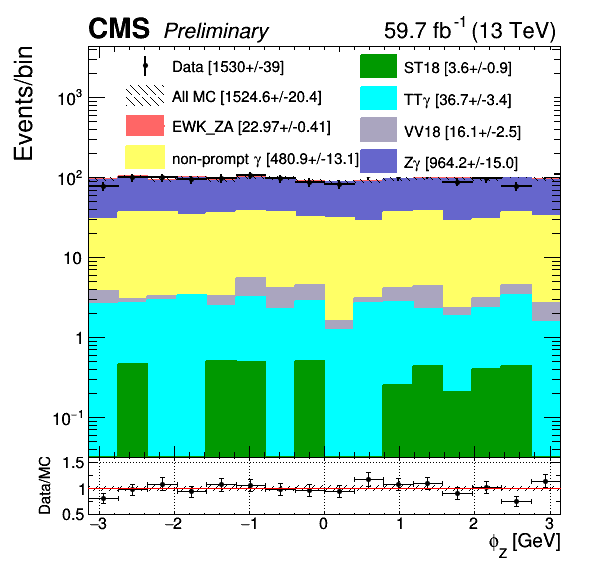 CMS Preliminary 59.7 fb⁻¹ (13 TeV)
Events/bin
Data [1530+/-39]
All MC [1524.6+/-20.4]
EWK_ZA [22.97+/-0.41]
non-prompt γ [480.9+/-13.1]
ST18 [3.6+/-0.9]
TTγ [36.7+/-3.4]
VV18 [16.1+/-2.5]
Zγ [964.2+/-15.0]
10³
10²
10
1
10⁻¹
Data/MC
1.5
1
0.5
−3 −2 −1 0 1 2 3
ϕ_z [GeV]